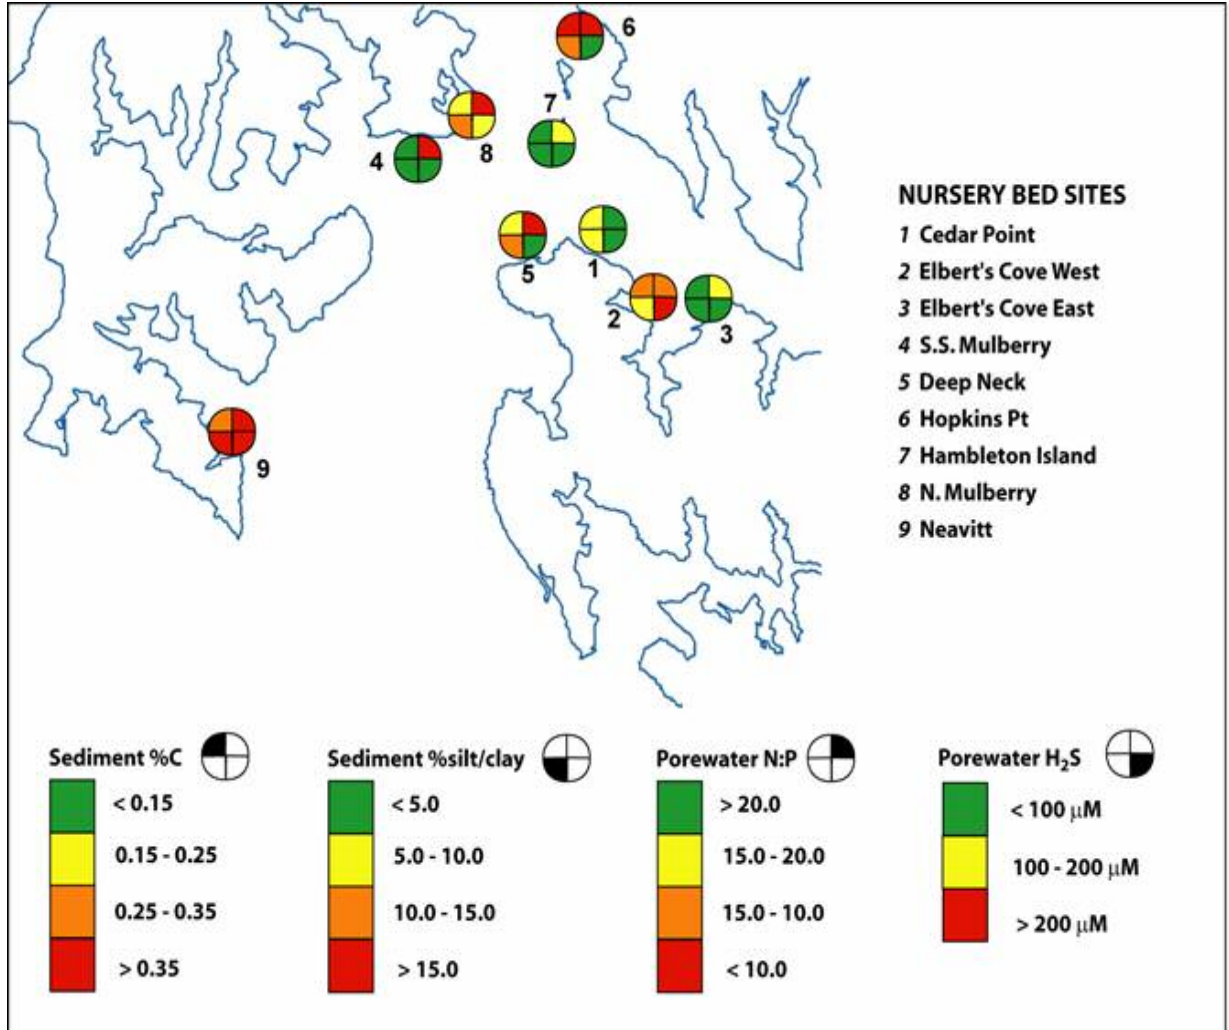 6
7
8
4
5
1
2
3
9
NURSERY BED SITES
1 Cedar Point
2 Elbert's Cove West
3 Elbert's Cove East
4 S.S. Mulberry
5 Deep Neck
6 Hopkins Pt
7 Hambleton Island
8 N. Mulberry
9 Neavitt
Sediment %C
< 0.15
0.15 - 0.25
0.25 - 0.35
> 0.35
Sediment %silt/clay
< 5.0
5.0 - 10.0
10.0 - 15.0
> 15.0
Porewater N:P
> 20.0
15.0 - 20.0
15.0 - 10.0
< 10.0
Porewater H₂S
< 100 µM
100 - 200 µM
> 200 µM